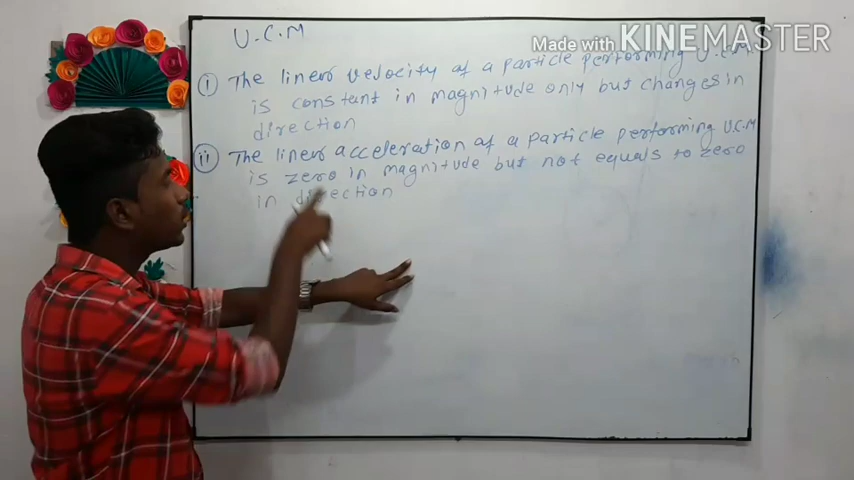 U.C.M
Made with KINEMASTER
(i) The linear velocity of a particle performing U.C.M
is constant in magnitude only but changes in
direction
(ii) The linear acceleration of a particle performing U.C.M
is zero in magnitude but not equals to zero
in direction